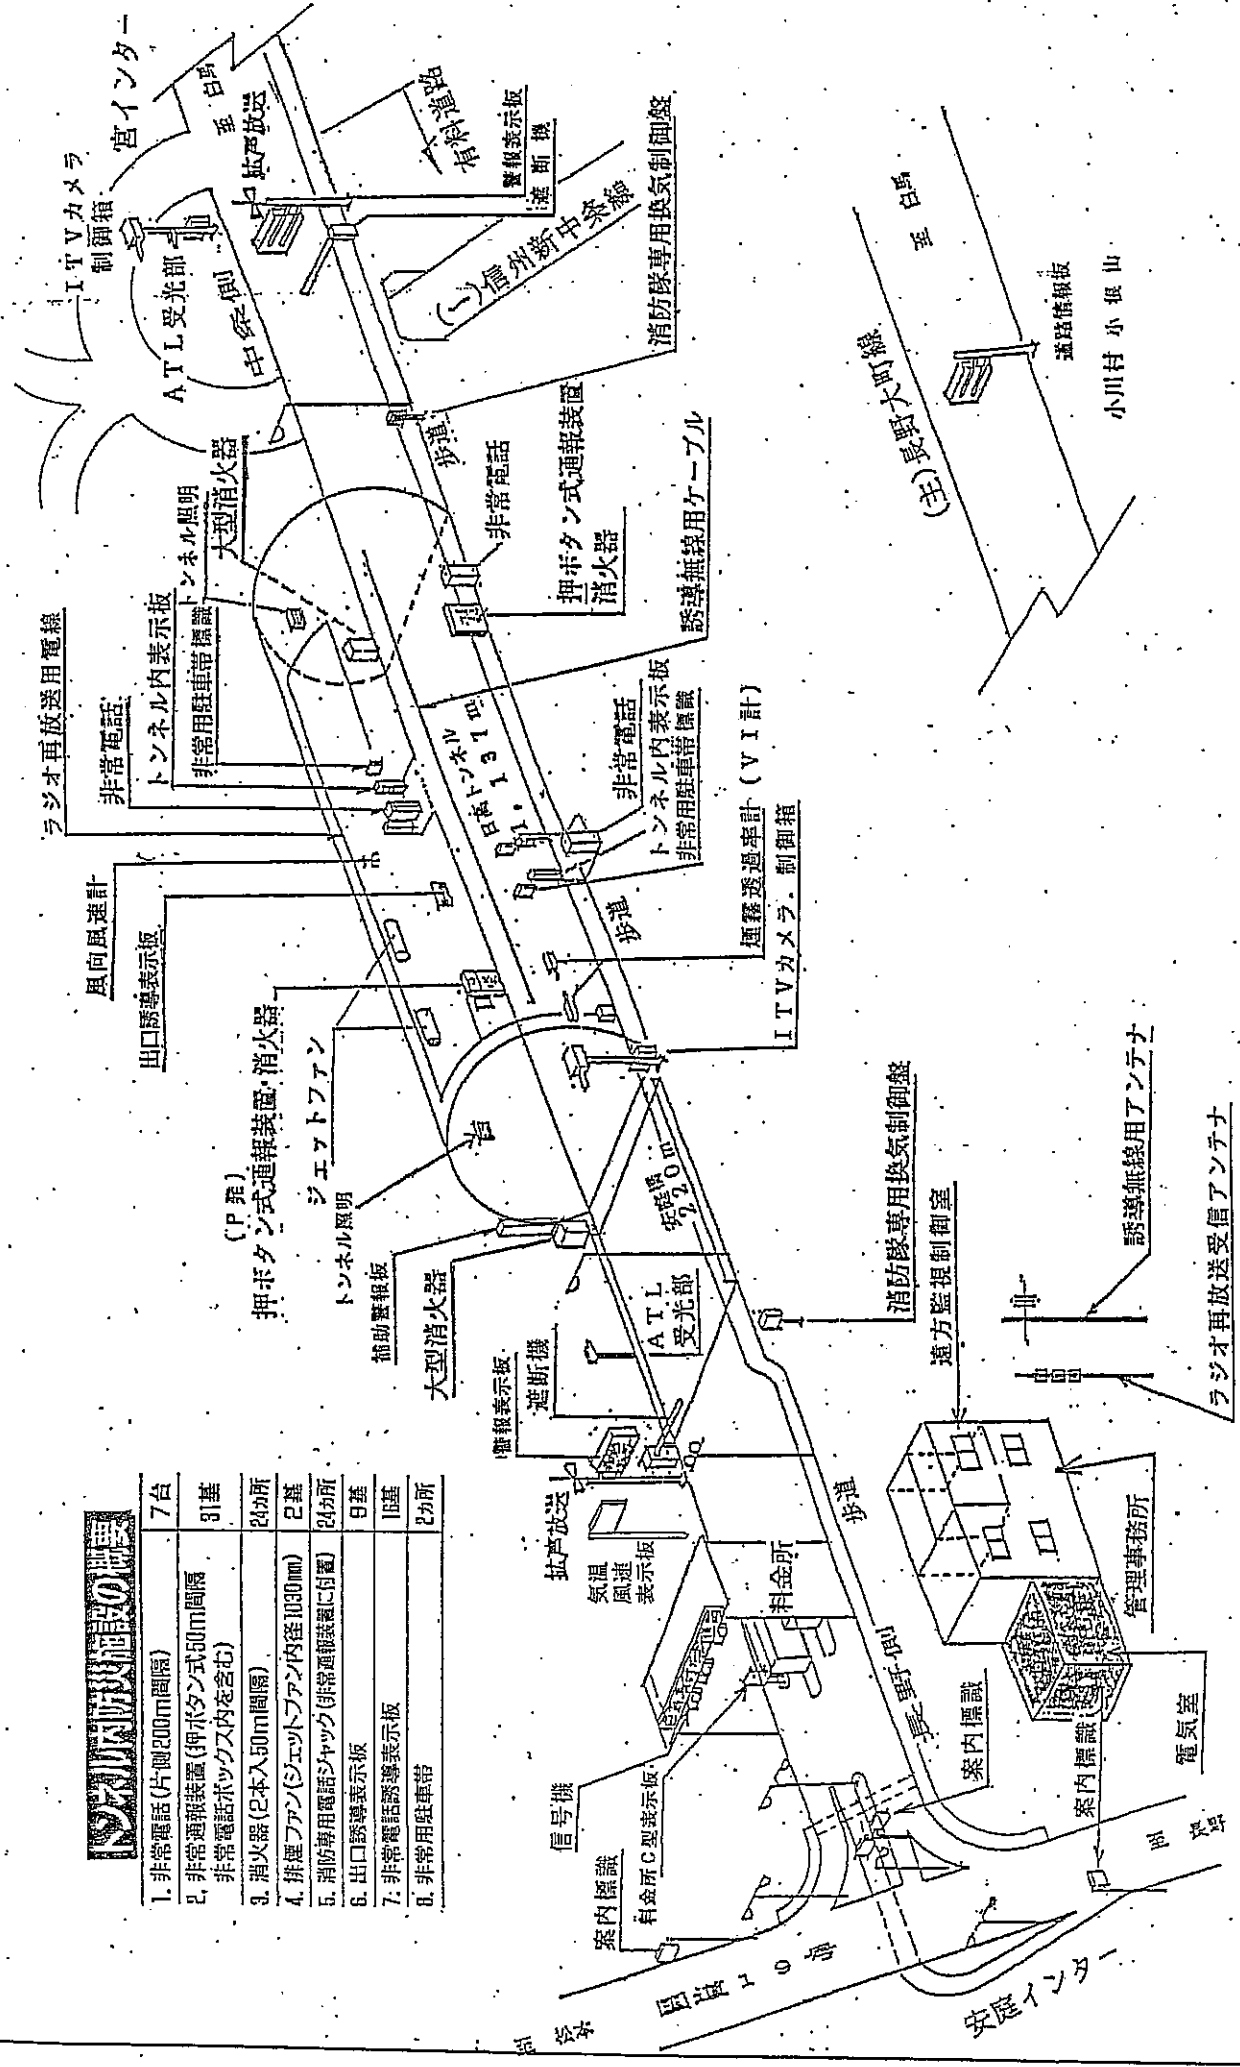 トンネル内防災施設の概要
1. 非常電話(片側200m間隔) 7台
2. 非常通報装置(押ボタン式50m間隔 31基
非常電話ボックス内を含む)
3. 消火器(2本入50m間隔) 24カ所
4. 排煙ファン(ジェットファン内径1030mm) 2基
5. 消防専用電話ジャック(非常通報装置に付置) 24カ所
6. 出口誘導表示板 9基
7. 非常電話誘導表示板
8. 非常用駐車帯 2カ所
宮インター
至 白馬
ITVカメラ
制御箱
拡声放送
有料道路
ATL受光部
中条側
警報表示板
遮断機
(一)信州新中条線
消防隊専用換気制御盤
歩道
トンネル照明
大型消火器
非常電話
押ボタン式通報装置
消火器
誘導無線用ケーブル
ラジオ再放送用電線
非常電話
トンネル内表示板
非常用駐車帯標識
日高トンネル
1,131m
非常電話
トンネル内表示板
非常用駐車帯標識
風向風速計
出口誘導表示板
歩道
煙霧透過率計(VI計)
ITVカメラ.制御箱
(P発)
押ボタン式通報装置・消火器
ジェットファン
トンネル照明
補助警報板
大型消火器
安庭橋
220m
ATL
受光部
消防隊専用換気制御盤
遠方監視制御室
警報表示板
遮断機
拡声放送
気温
風速
表示板
料金所
歩道
誘導無線用アンテナ
ラジオ再放送受信アンテナ
管理事務所
電気室
信号機
料金所C型表示板
案内標識
長野側
案内標識
案内標識
国道19号
至 長野
安庭インター
(主)長野大町線
至 白馬
道路情報板
小川村 小根山